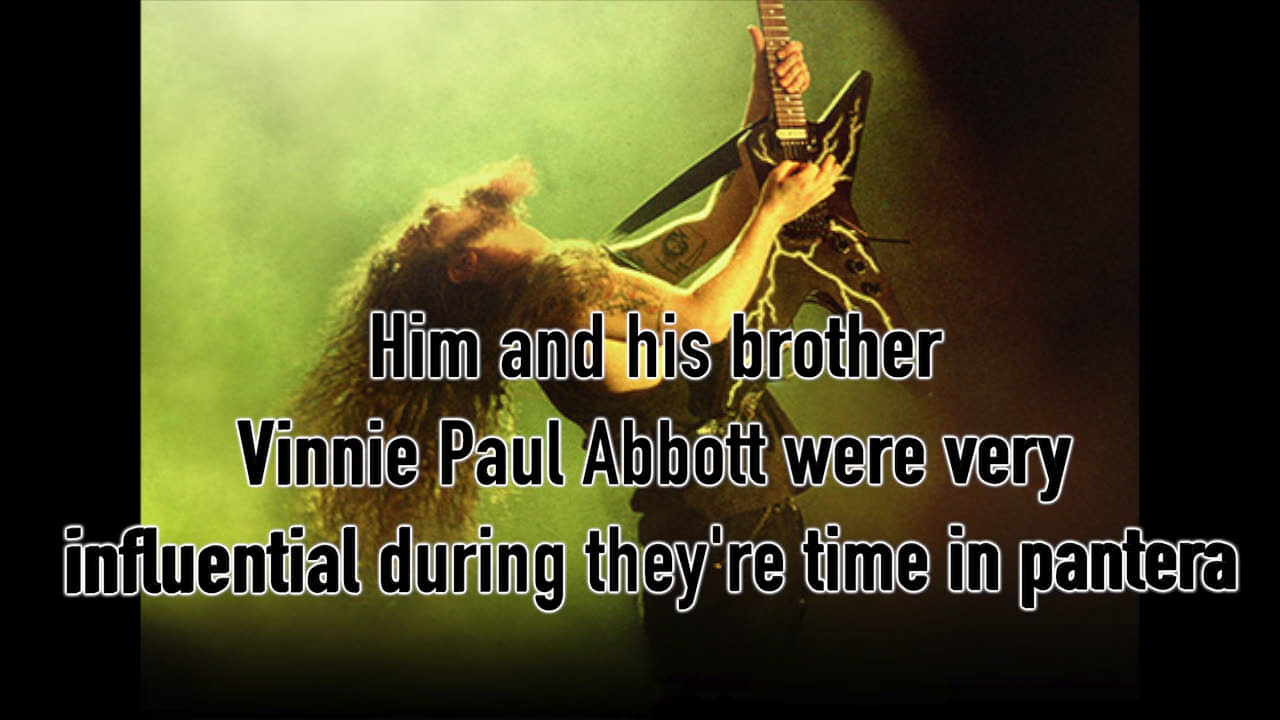 Him and his brother
Vinnie Paul Abbott were very
influential during they're time in pantera